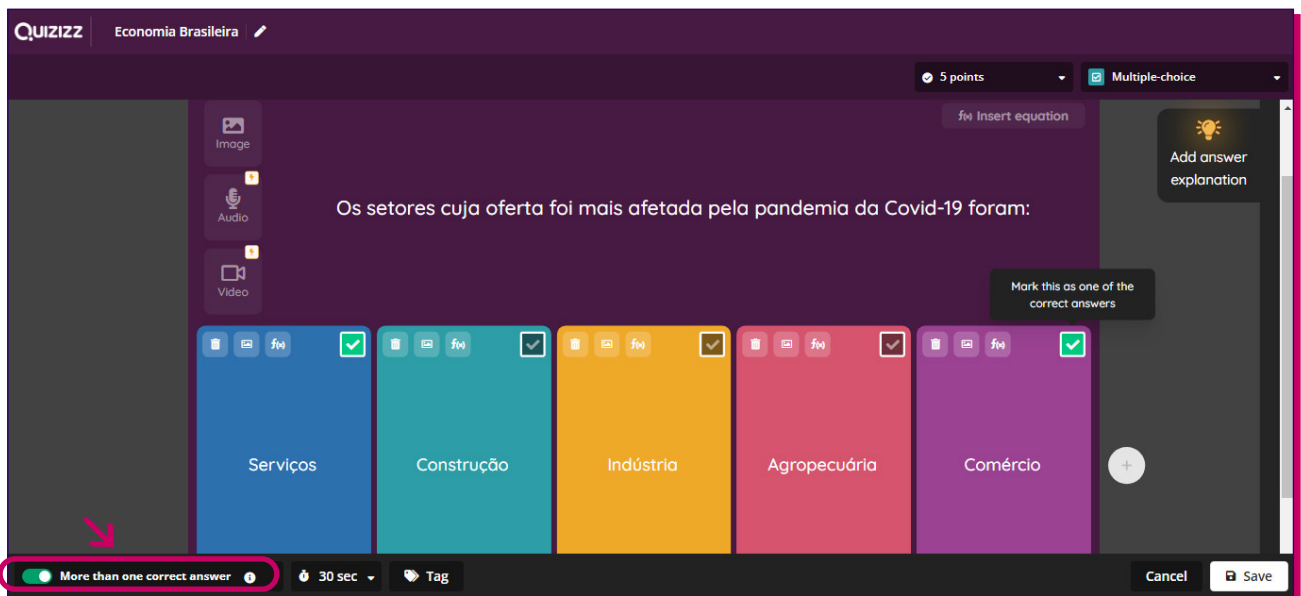 QUIZIZZ
Economia Brasileira
5 points
Multiple-choice
Image
f(x) Insert equation
Add answer
explanation
Audio
Os setores cuja oferta foi mais afetada pela pandemia da Covid-19 foram:
Video
Mark this as one of the
correct answers
f(x) f(x) f(x) f(x) f(x)
Serviços
Construção
Indústria
Agropecuária
Comércio
More than one correct answer
30 sec
Tag
Cancel
Save